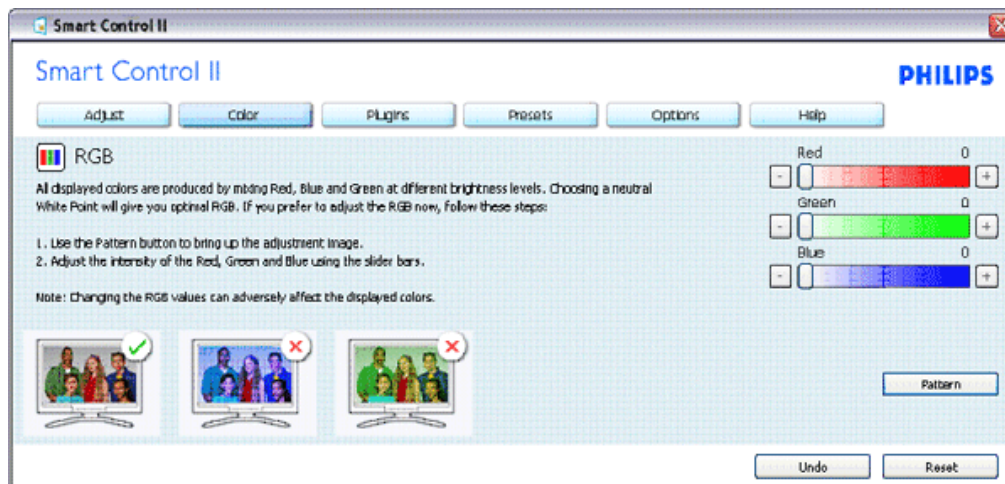 Smart Control II
Smart Control II
PHILIPS
Adjust Color Plugins Presets Options Help
RGB
All displayed colors are produced by mixing Red, Blue and Green at different brightness levels. Choosing a neutral
White Point will give you optimal RGB. If you prefer to adjust the RGB now, follow these steps:
1. Use the Pattern button to bring up the adjustment image.
2. Adjust the intensity of the Red, Green and Blue using the slider bars.
Note: Changing the RGB values can adversely affect the displayed colors.
Red 0
- +
Green 0
- +
Blue 0
- +
Pattern
Undo Reset